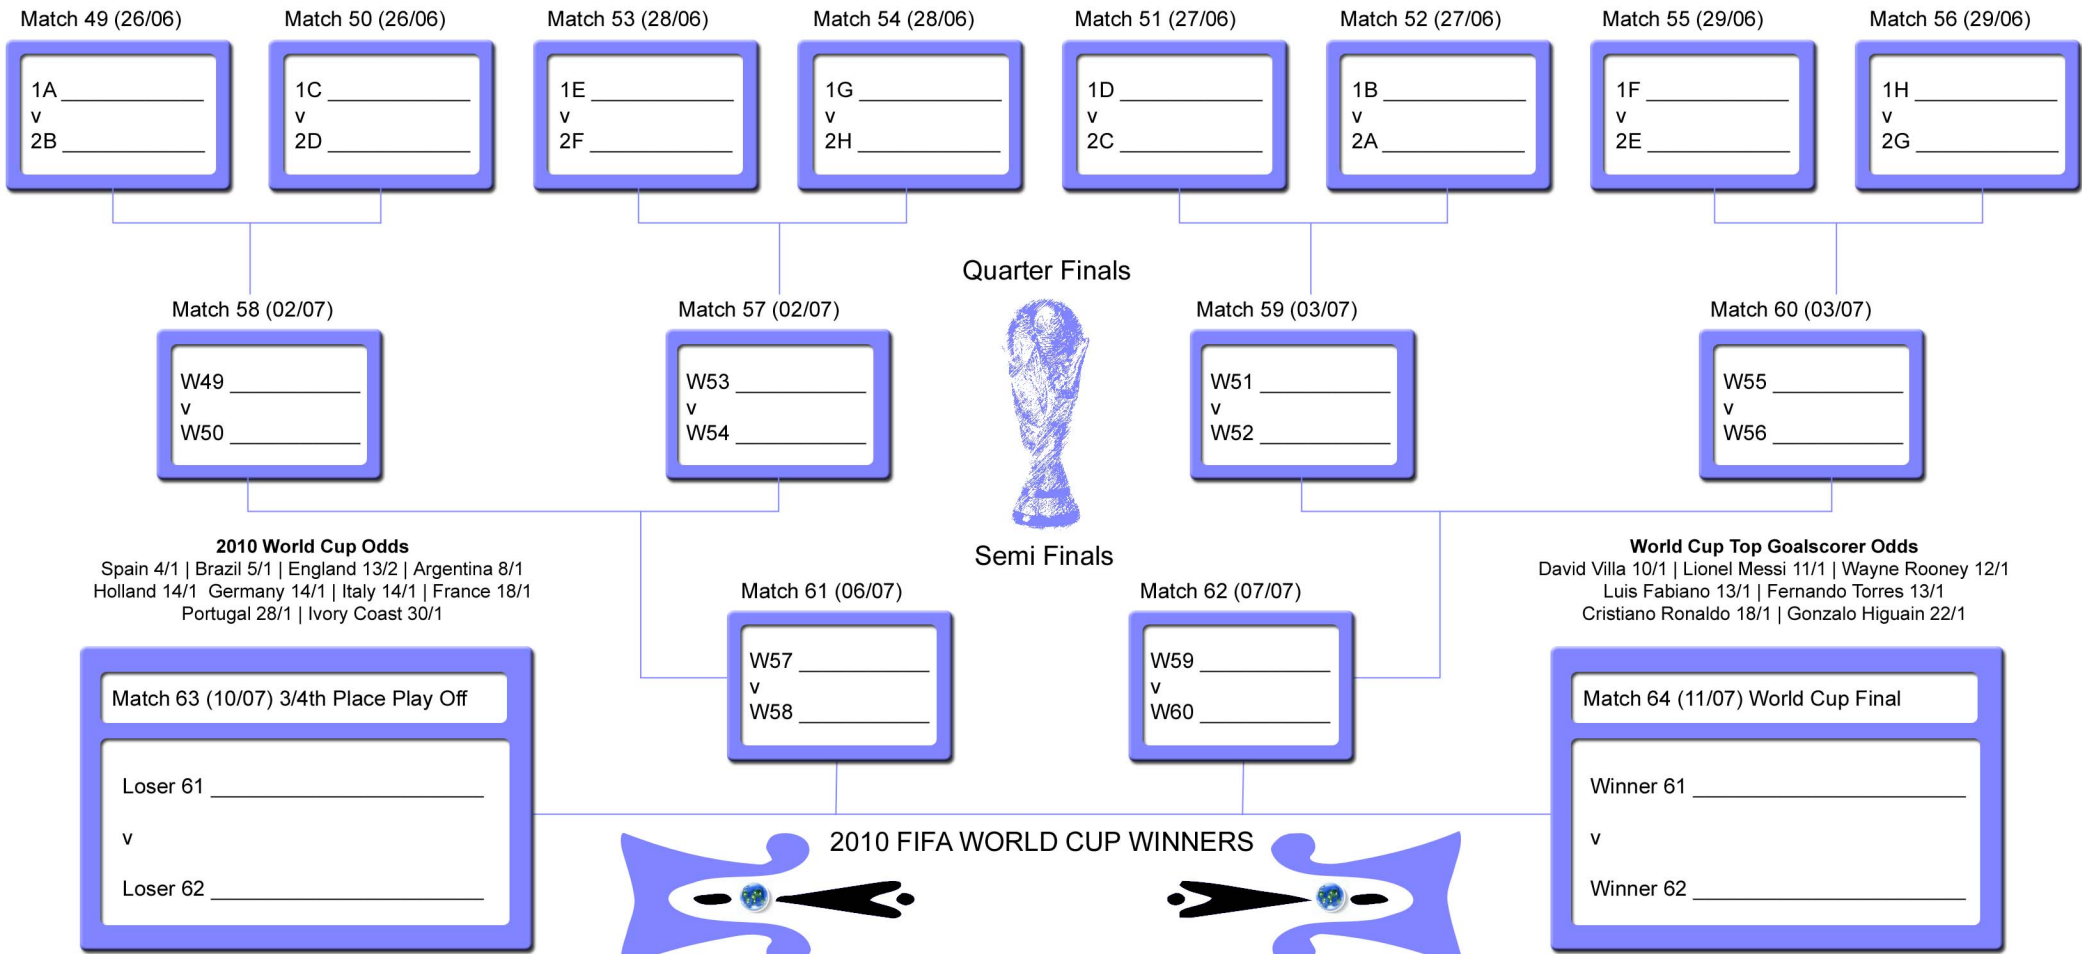 Match 49 (26/06)
Match 50 (26/06)
Match 53 (28/06)
Match 54 (28/06)
Match 51 (27/06)
Match 52 (27/06)
Match 55 (29/06)
Match 56 (29/06)
1A
v
2B
1C
v
2D
1E
v
2F
1G
v
2H
1D
v
2C
1B
v
2A
1F
v
2E
1H
v
2G
Quarter Finals
Match 58 (02/07)
Match 57 (02/07)
Match 59 (03/07)
Match 60 (03/07)
W49
v
W50
W53
v
W54
W51
v
W52
W55
v
W56
2010 World Cup Odds
Spain 4/1 | Brazil 5/1 | England 13/2 | Argentina 8/1
Holland 14/1 Germany 14/1 | Italy 14/1 | France 18/1
Portugal 28/1 | Ivory Coast 30/1
Semi Finals
World Cup Top Goalscorer Odds
David Villa 10/1 | Lionel Messi 11/1 | Wayne Rooney 12/1
Luis Fabiano 13/1 | Fernando Torres 13/1
Cristiano Ronaldo 18/1 | Gonzalo Higuain 22/1
Match 61 (06/07)
Match 62 (07/07)
W57
v
W58
W59
v
W60
Match 63 (10/07) 3/4th Place Play Off
Loser 61
v
Loser 62
Match 64 (11/07) World Cup Final
Winner 61
v
Winner 62
2010 FIFA WORLD CUP WINNERS